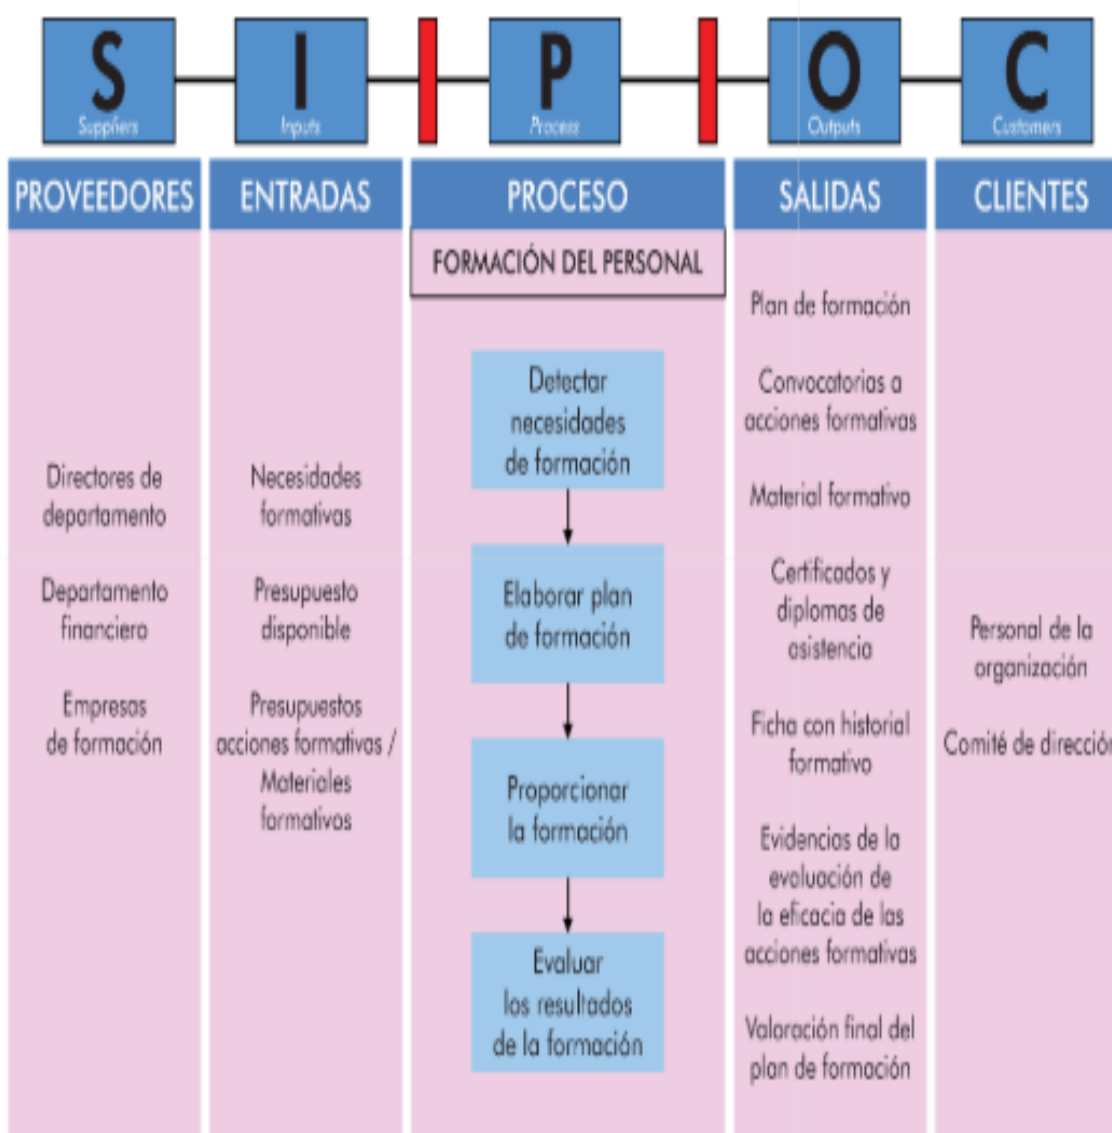 S
Suppliers
I
Inputs
P
Process
O
Outputs
C
Customers
PROVEEDORES
Directores de
departamento
Departamento
financiero
Empresas
de formación
ENTRADAS
Necesidades
formativas
Presupuesto
disponible
Presupuestos
acciones formativas /
Materiales
formativos
PROCESO
FORMACIÓN DEL PERSONAL
Detectar
necesidades
de formación
Elaborar plan
de formación
Proporcionar
la formación
Evaluar
los resultados
de la formación
SALIDAS
Plan de formación
Convocatorias a
acciones formativas
Material formativo
Certificados y
diplomas de
asistencia
Ficha con historial
formativo
Evidencias de la
evaluación de
la eficacia de las
acciones formativas
Valoración final del
plan de formación
CLIENTES
Personal de la
organización
Comité de dirección